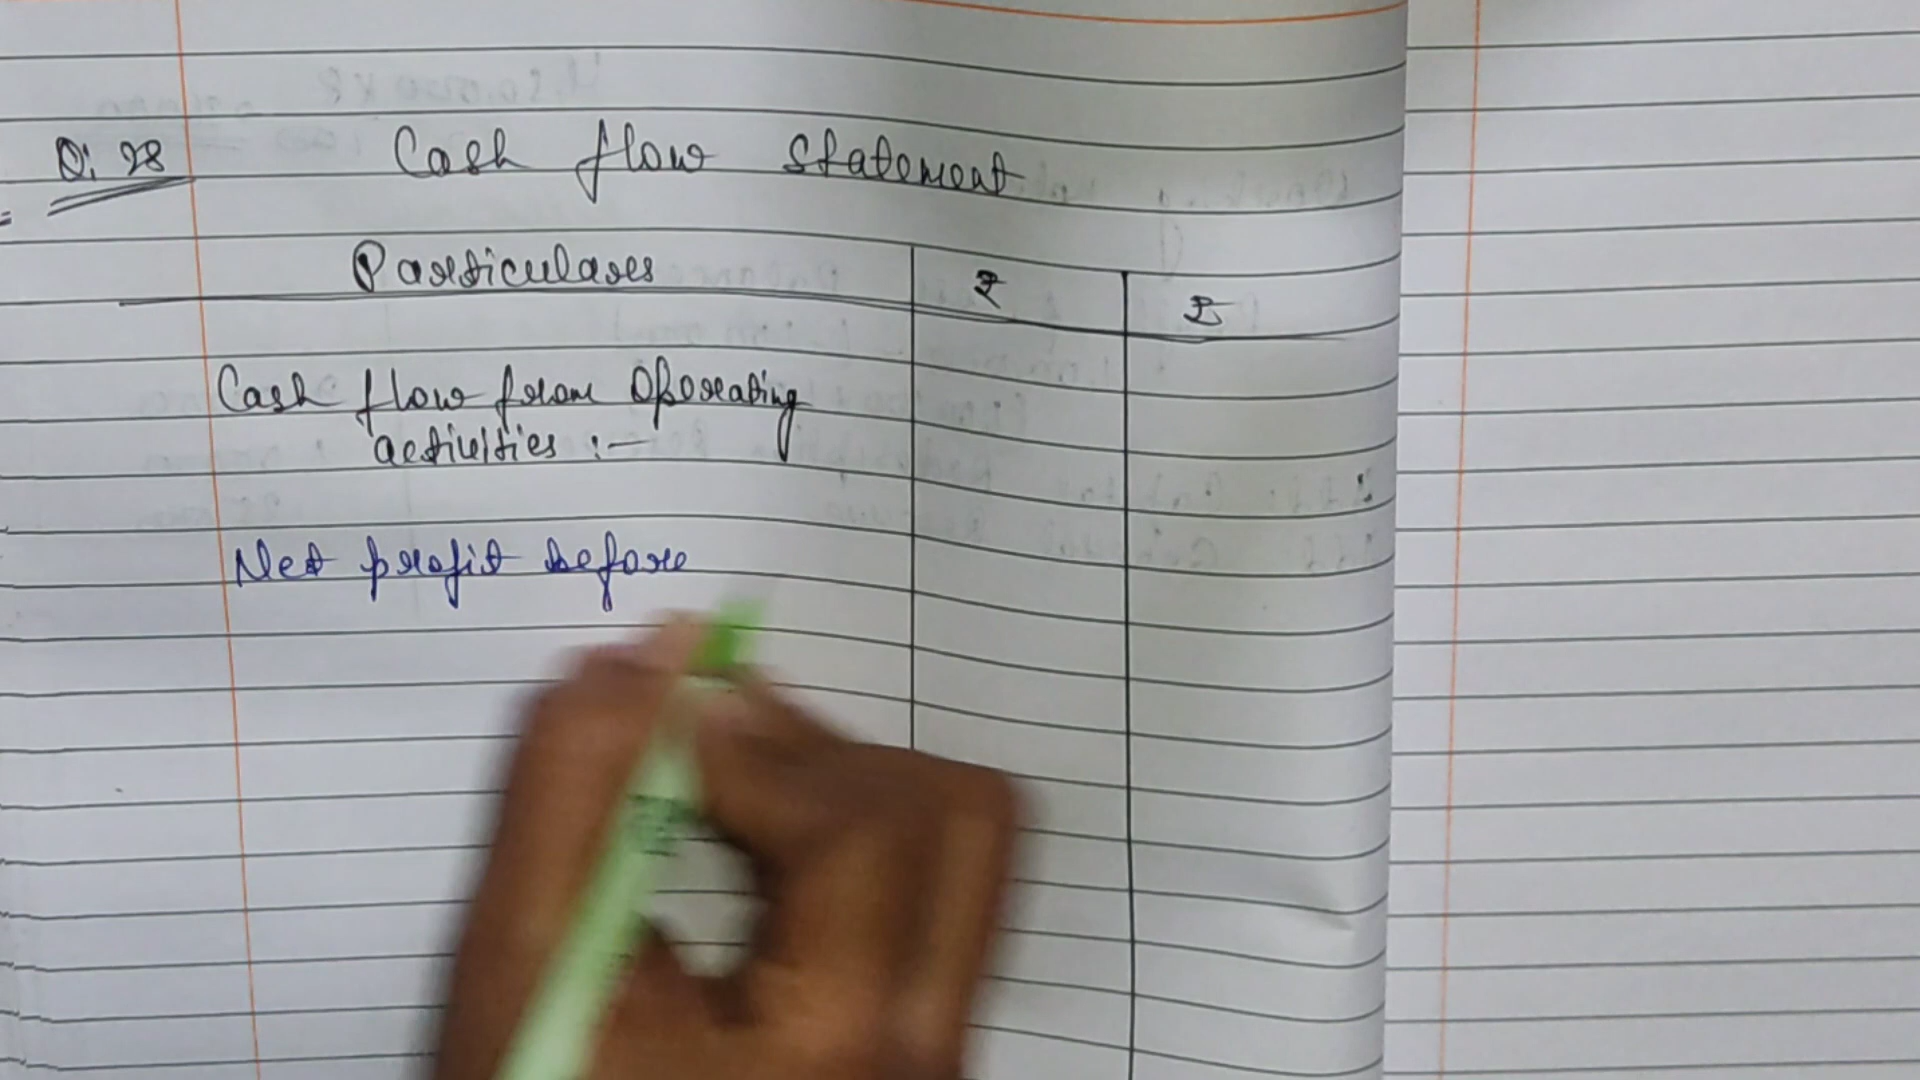 Q. 28 Cash flow Statement
Particulars ₹ ₹
Cash flow from Operating
activities :-
Net profit before